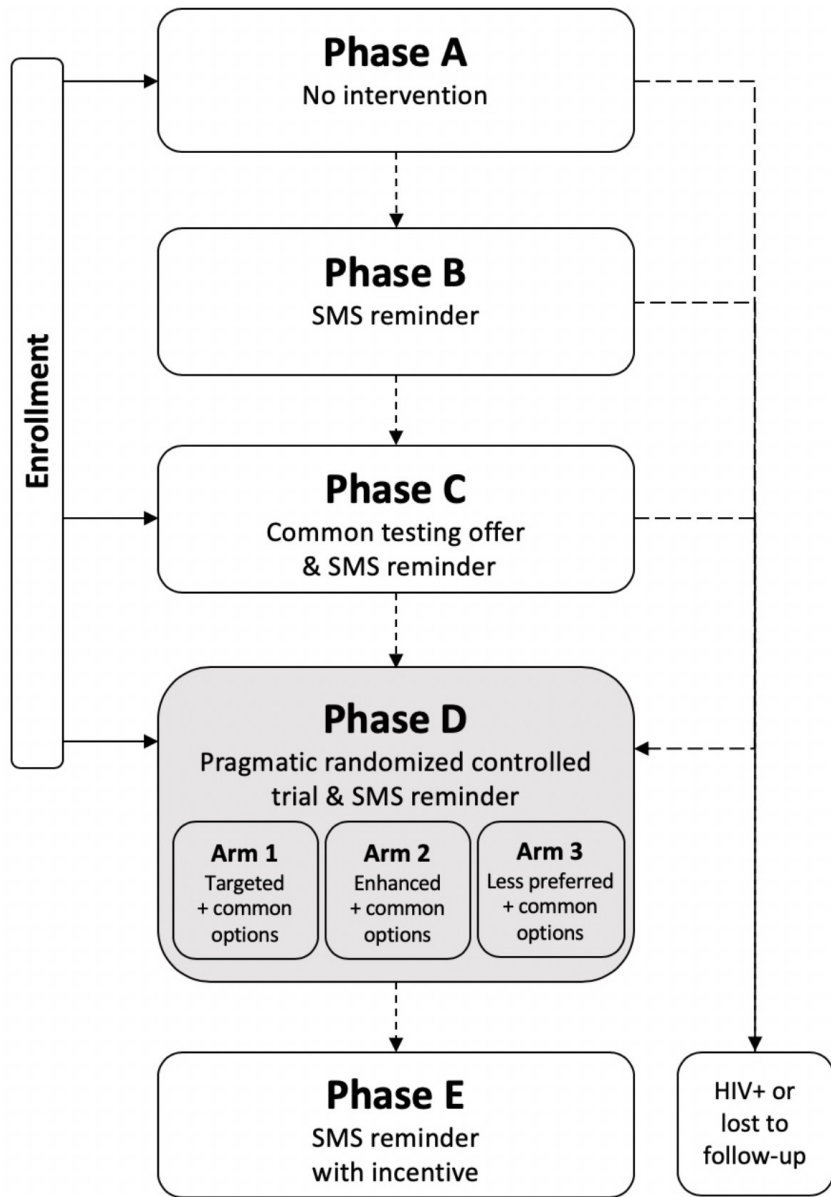 Enrollment
Phase A
No intervention
Phase B
SMS reminder
Phase C
Common testing offer
& SMS reminder
Phase D
Pragmatic randomized controlled
trial & SMS reminder
Arm 1
Targeted
+ common
options
Arm 2
Enhanced
+ common
options
Arm 3
Less preferred
+ common
options
Phase E
SMS reminder
with incentive
HIV+ or
lost to
follow-up